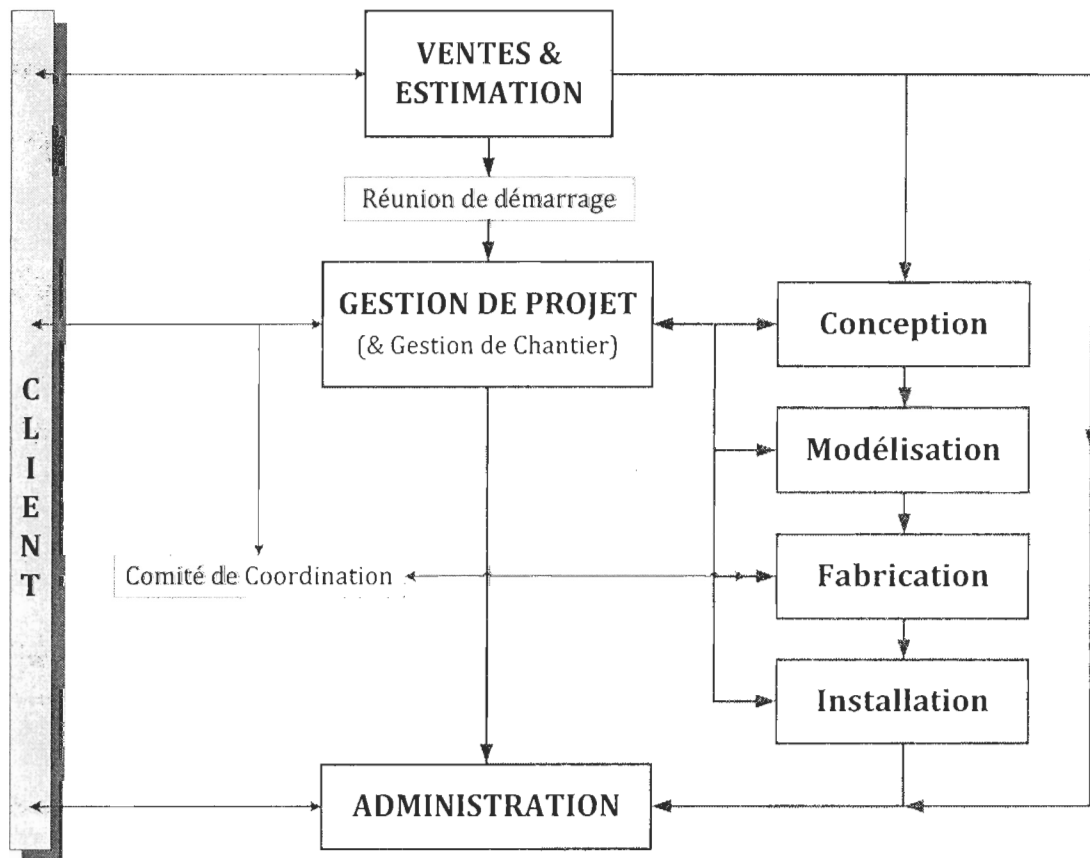 VENTES &
ESTIMATION
Réunion de démarrage
GESTION DE PROJET
(& Gestion de Chantier)
Conception
CLIENT
Modélisation
Comité de Coordination
Fabrication
Installation
ADMINISTRATION